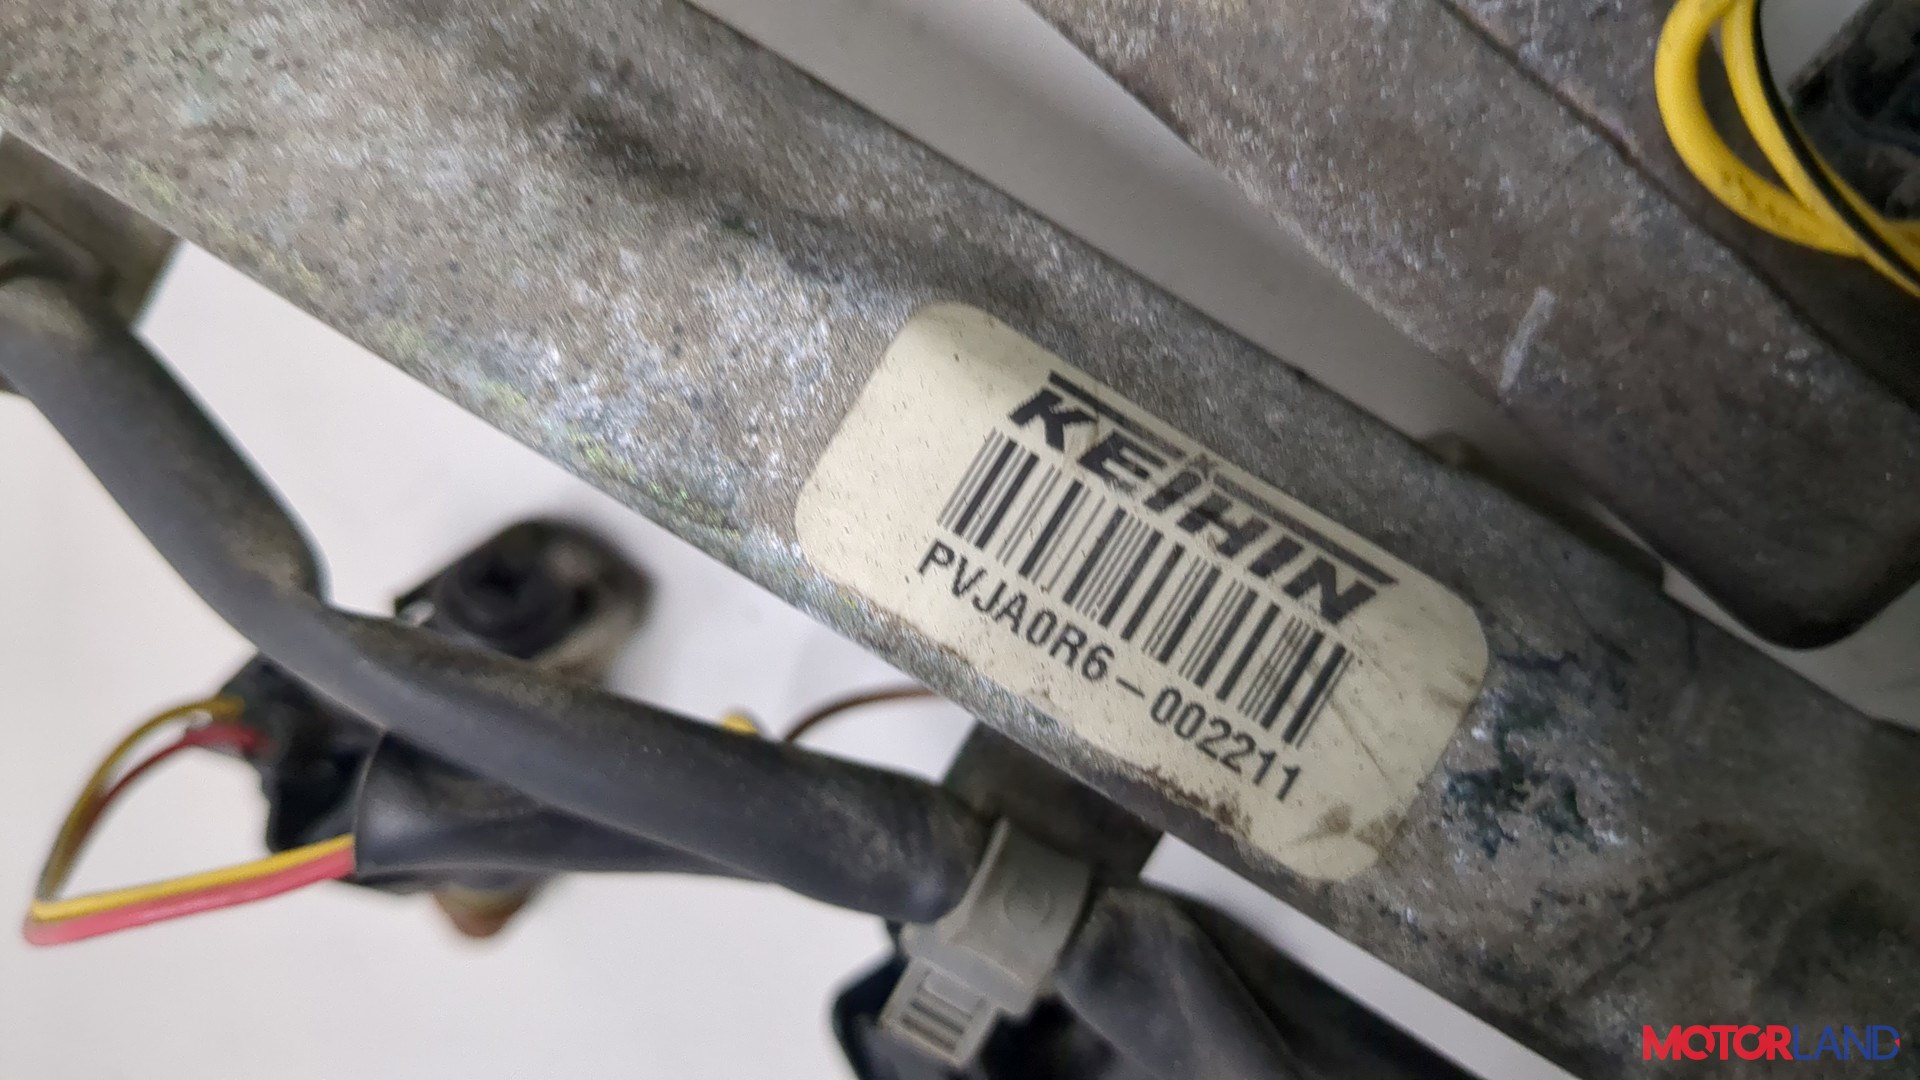 KEIHIN
PVJA0R6-002211
MOTORLAND